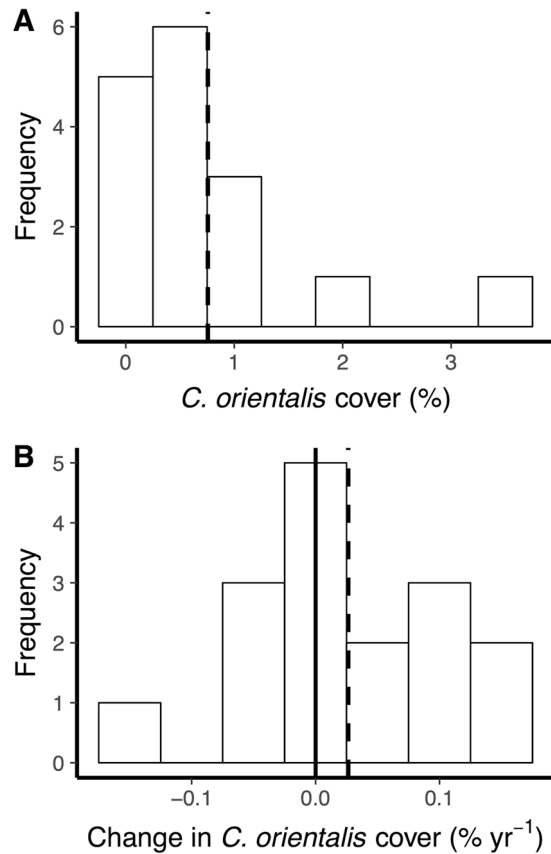 A
6
4
2
0
Frequency
0 1 2 3
C. orientalis cover (%)
B
5
4
3
2
1
0
Frequency
−0.1 0.0 0.1
Change in C. orientalis cover (% yr⁻¹)